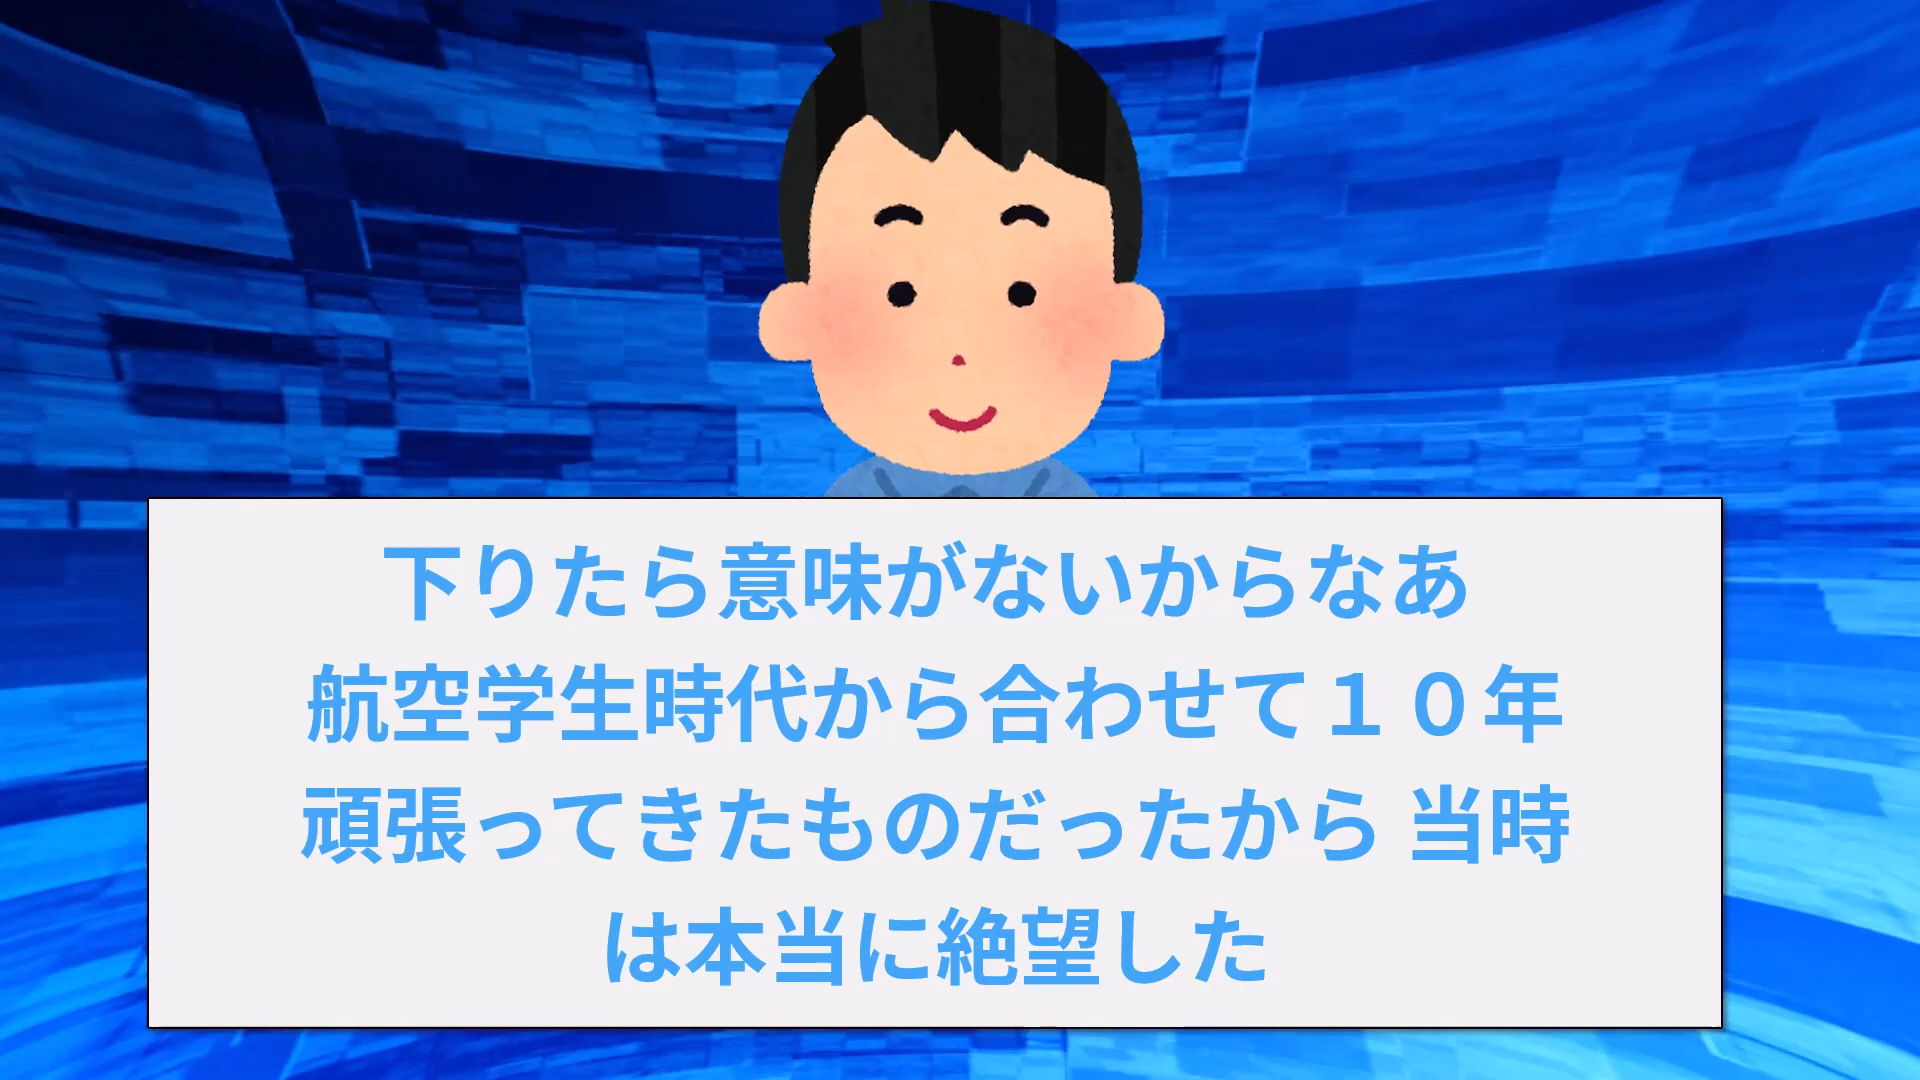 下りたら意味がないからなあ
航空学生時代から合わせて１０年
頑張ってきたものだったから 当時
は本当に絶望した